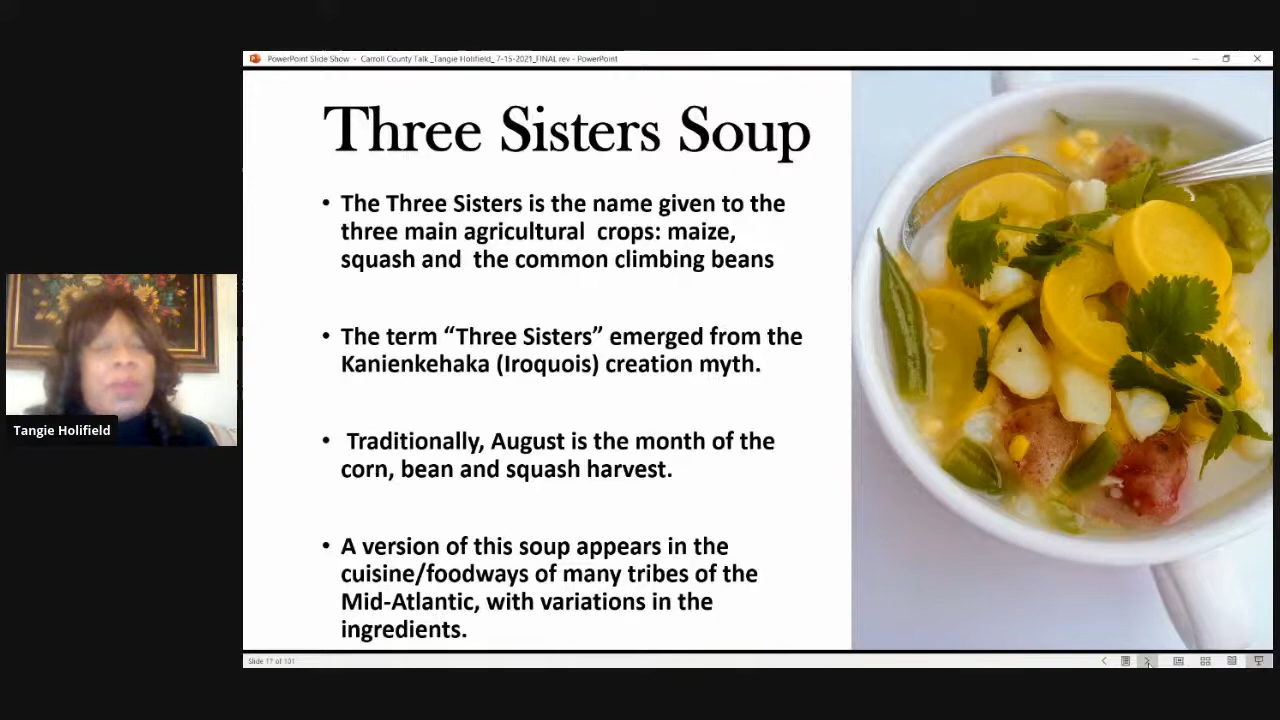 PowerPoint Slide Show - Carroll County Talk _Tangie Holifield_ 7-15-2021_FINAL rev - PowerPoint
Three Sisters Soup
• The Three Sisters is the name given to the
three main agricultural crops: maize,
squash and the common climbing beans
• The term “Three Sisters” emerged from the
Kanienkehaka (Iroquois) creation myth.
• Traditionally, August is the month of the
corn, bean and squash harvest.
• A version of this soup appears in the
cuisine/foodways of many tribes of the
Mid-Atlantic, with variations in the
ingredients.
Tangie Holifield
Slide 17 of 101